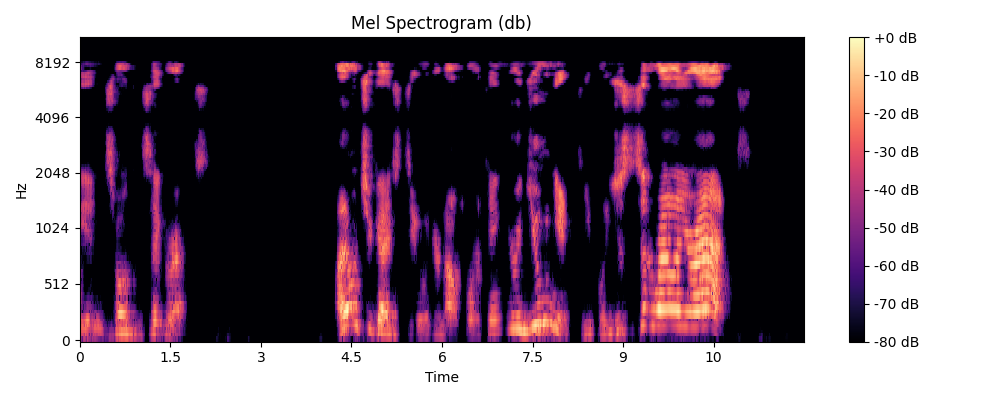 Mel Spectrogram (db)
Hz
8192
4096
2048
1024
512
0
0
1.5
3
4.5
6
7.5
9
10
Time
+0 dB
-10 dB
-20 dB
-30 dB
-40 dB
-50 dB
-60 dB
-70 dB
-80 dB